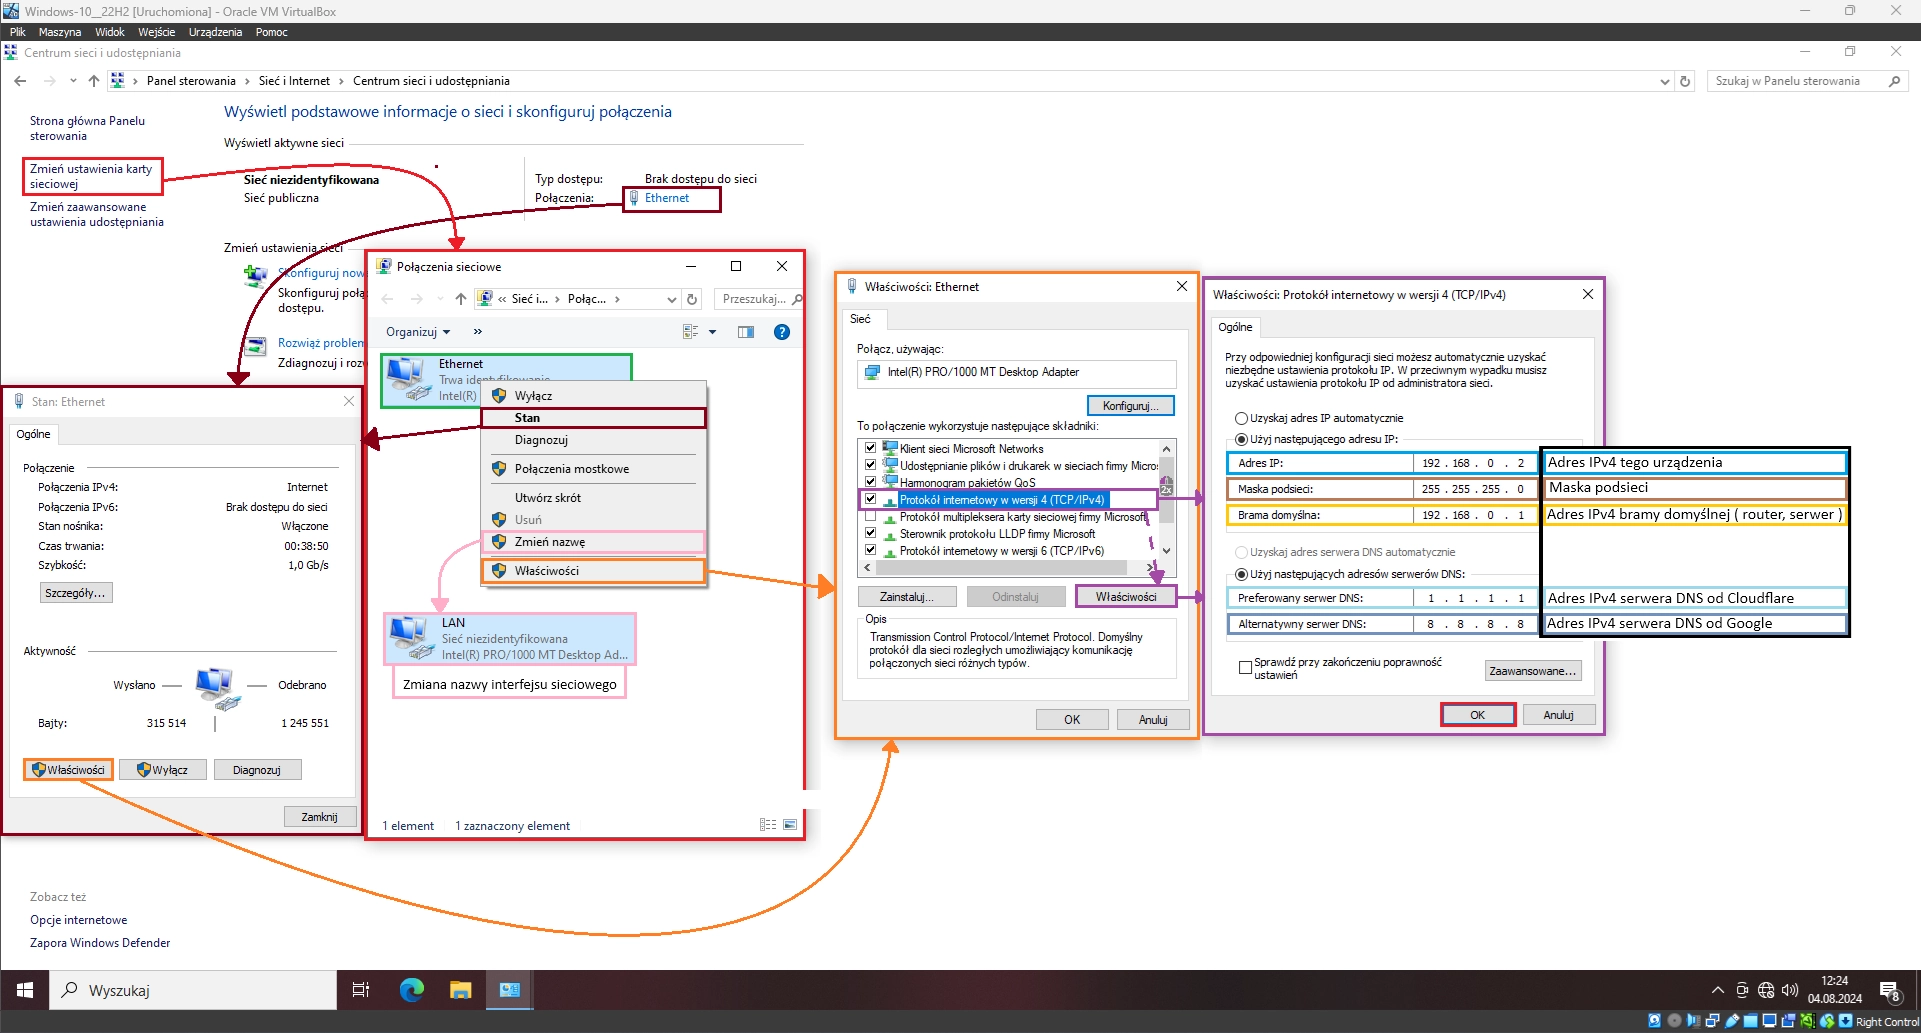 Windows-10__22H2 [Uruchomiona] - Oracle VM VirtualBox
Plik Maszyna Widok Wejście Urządzenia Pomoc
Centrum sieci i udostępniania
Panel sterowania Sieć i Internet Centrum sieci i udostępniania
Szukaj w Panelu sterowania
Strona główna Panelu
sterowania
Zmień ustawienia karty
sieciowej
Zmień zaawansowane
ustawienia udostępniania
Wyświetl podstawowe informacje o sieci i skonfiguruj połączenia
Wyświetl aktywne sieci
Sieć niezidentyfikowana
Sieć publiczna
Typ dostępu: Brak dostępu do sieci
Połączenia: Ethernet
Zmień ustawienia sieci
Skonfiguruj now
Skonfiguruj połą
dostępu.
Rozwiąż problem
Zdiagnozuj i roz
Stan: Ethernet
Ogólne
Połączenie
Połączenia IPv4: Internet
Połączenia IPv6: Brak dostępu do sieci
Stan nośnika: Włączone
Czas trwania: 00:38:50
Szybkość: 1,0 Gb/s
Szczegóły...
Aktywność
Wysłano Odebrano
Bajty: 315 514 1 245 551
Właściwości Wyłącz Diagnozuj
Zamknij
Połączenia sieciowe
« Sieć i... Połąc...
Przeszukaj...
Organizuj »
Ethernet
Trwa identyfikowanie
Intel(R)
Wyłącz
Stan
Diagnozuj
Połączenia mostkowe
Utwórz skrót
Usuń
Zmień nazwę
Właściwości
LAN
Sieć niezidentyfikowana
Intel(R) PRO/1000 MT Desktop Ad...
Zmiana nazwy interfejsu sieciowego
1 element 1 zaznaczony element
Właściwości: Ethernet
Sieć
Połącz, używając:
Intel(R) PRO/1000 MT Desktop Adapter
Konfiguruj...
To połączenie wykorzystuje następujące składniki:
Klient sieci Microsoft Networks
Udostępnianie plików i drukarek w sieciach firmy Micro
Harmonogram pakietów QoS
Protokół internetowy w wersji 4 (TCP/IPv4)
Protokół multipleksera karty sieciowej firmy Microsoft
Sterownik protokołu LLDP firmy Microsoft
Protokół internetowy w wersji 6 (TCP/IPv6)
2x
Zainstaluj... Odinstaluj Właściwości
Opis
Transmission Control Protocol/Internet Protocol. Domyślny
protokół dla sieci rozległych umożliwiający komunikację
połączonych sieci różnych typów.
OK Anuluj
Właściwości: Protokół internetowy w wersji 4 (TCP/IPv4)
Ogólne
Przy odpowiedniej konfiguracji sieci możesz automatycznie uzyskać
niezbędne ustawienia protokołu IP. W przeciwnym wypadku musisz
uzyskać ustawienia protokołu IP od administratora sieci.
Uzyskaj adres IP automatycznie
Użyj następującego adresu IP:
Adres IP: 192 . 168 . 0 . 2 Adres IPv4 tego urządzenia
Maska podsieci: 255 . 255 . 255 . 0 Maska podsieci
Brama domyślna: 192 . 168 . 0 . 1 Adres IPv4 bramy domyślnej ( router, serwer )
Uzyskaj adres serwera DNS automatycznie
Użyj następujących adresów serwerów DNS:
Preferowany serwer DNS: 1 . 1 . 1 . 1 Adres IPv4 serwera DNS od Cloudflare
Alternatywny serwer DNS: 8 . 8 . 8 . 8 Adres IPv4 serwera DNS od Google
Sprawdź przy zakończeniu poprawność
ustawień
Zaawansowane...
OK Anuluj
Zobacz też
Opcje internetowe
Zapora Windows Defender
Wyszukaj
12:24
04.08.2024
8
Right Control